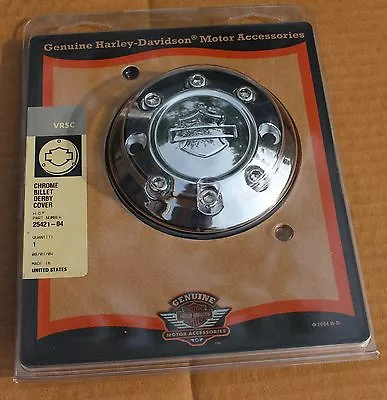 Genuine Harley-Davidson® Motor Accessories
VRSC
CHROME
BILLET
DERBY
COVER
H-D®
PART NUMBER
25421-04
QUANTITY
1
MADE IN
UNITED STATES
GENUINE
MOTOR ACCESSORIES
© 2004 H-D